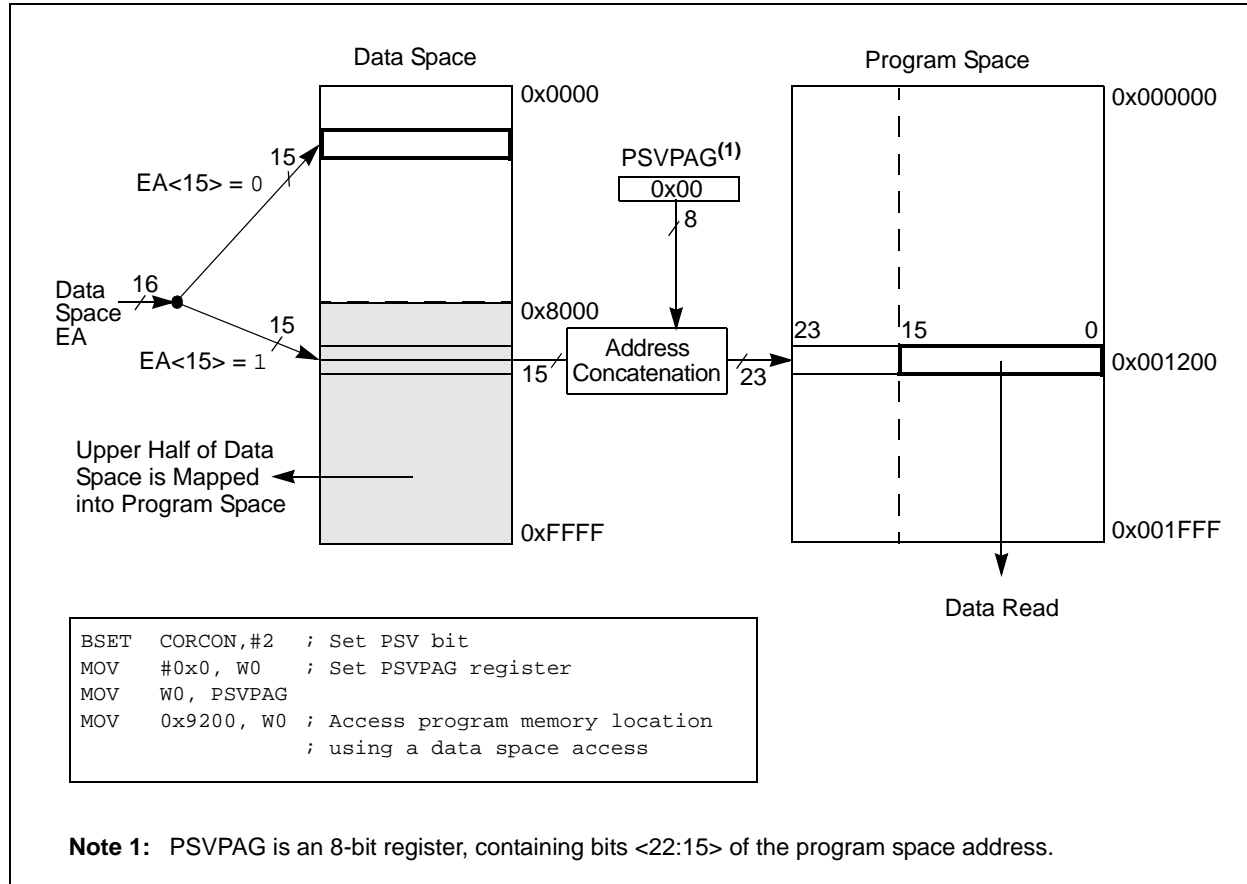 Data Space
Program Space
0x0000
0x000000
15
PSVPAG(1)
EA<15> = 0
0x00
8
16
Data
Space
EA
0x8000
15
EA<15> = 1
23
15
0
Address
Concatenation
15
23
0x001200
Upper Half of Data
Space is Mapped
into Program Space
0xFFFF
0x001FFF
Data Read
BSET CORCON,#2 ; Set PSV bit
MOV #0x0, W0 ; Set PSVPAG register
MOV W0, PSVPAG
MOV 0x9200, W0 ; Access program memory location
; using a data space access
Note 1: PSVPAG is an 8-bit register, containing bits <22:15> of the program space address.